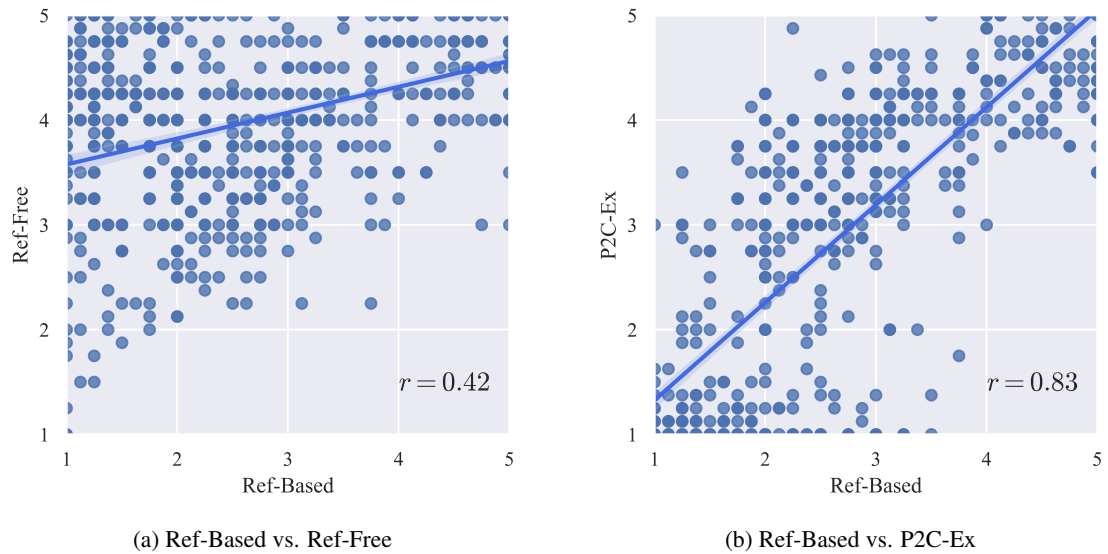 5
4
3
2
1
Ref-Free
r = 0.42
1 2 3 4 5
Ref-Based
(a) Ref-Based vs. Ref-Free
5
4
3
2
1
P2C-Ex
r = 0.83
1 2 3 4 5
Ref-Based
(b) Ref-Based vs. P2C-Ex